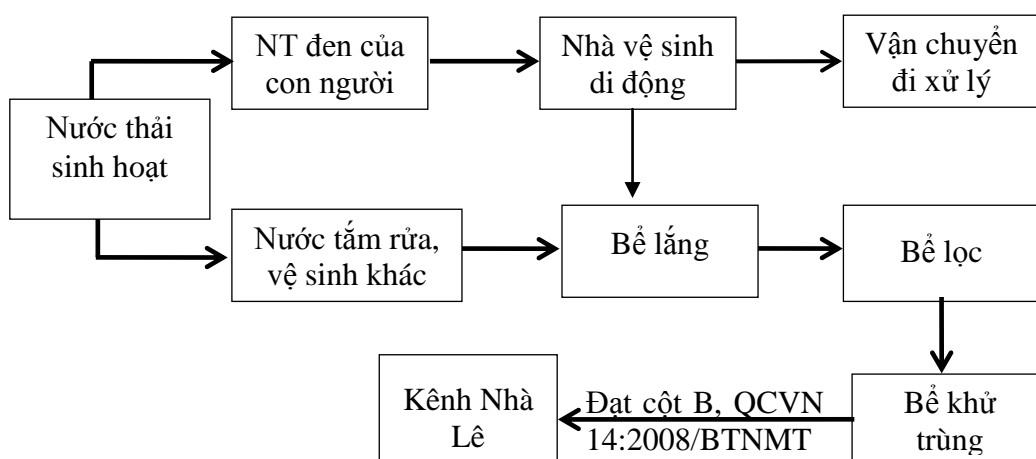 NT đen của
con người
Nhà vệ sinh
di động
Vận chuyển
đi xử lý
Nước thải
sinh hoạt
Nước tắm rửa,
vệ sinh khác
Bể lắng
Bể lọc
Kênh Nhà
Lê
Đạt cột B, QCVN
14:2008/BTNMT
Bể khử
trùng